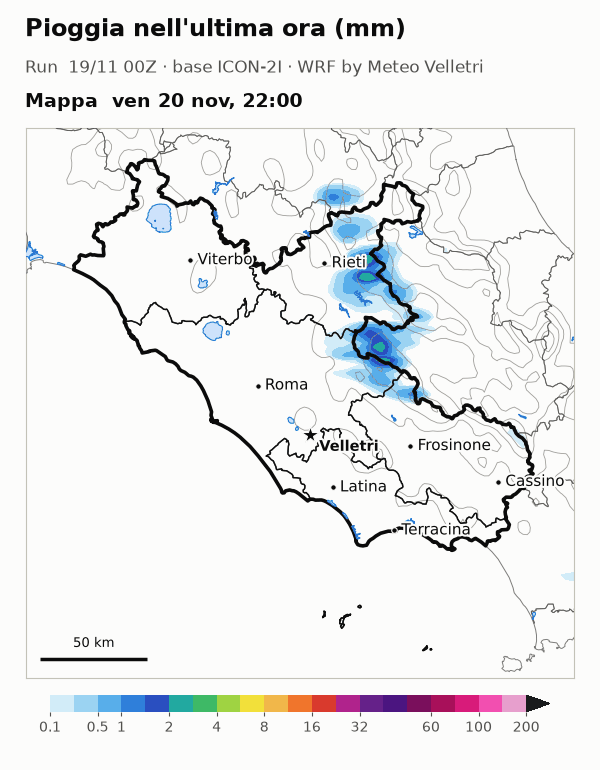 Pioggia nell'ultima ora (mm)
Run 19/11 00Z · base ICON-2I · WRF by Meteo Velletri
Mappa ven 20 nov, 22:00
Viterbo
Rieti
Roma
Velletri
Frosinone
Latina
Cassino
Terracina
50 km
0.1 0.5 1 2 4 8 16 32 60 100 200